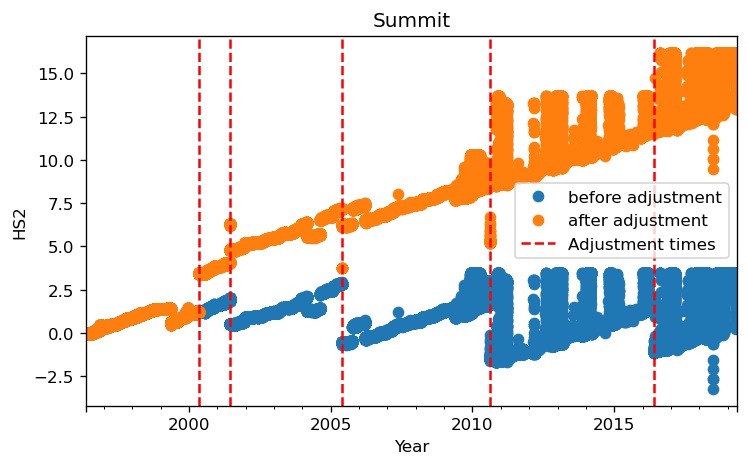 Summit
15.0
12.5
10.0
7.5
5.0
2.5
0.0
−2.5
HS2
before adjustment
after adjustment
Adjustment times
2000
2005
2010
2015
Year